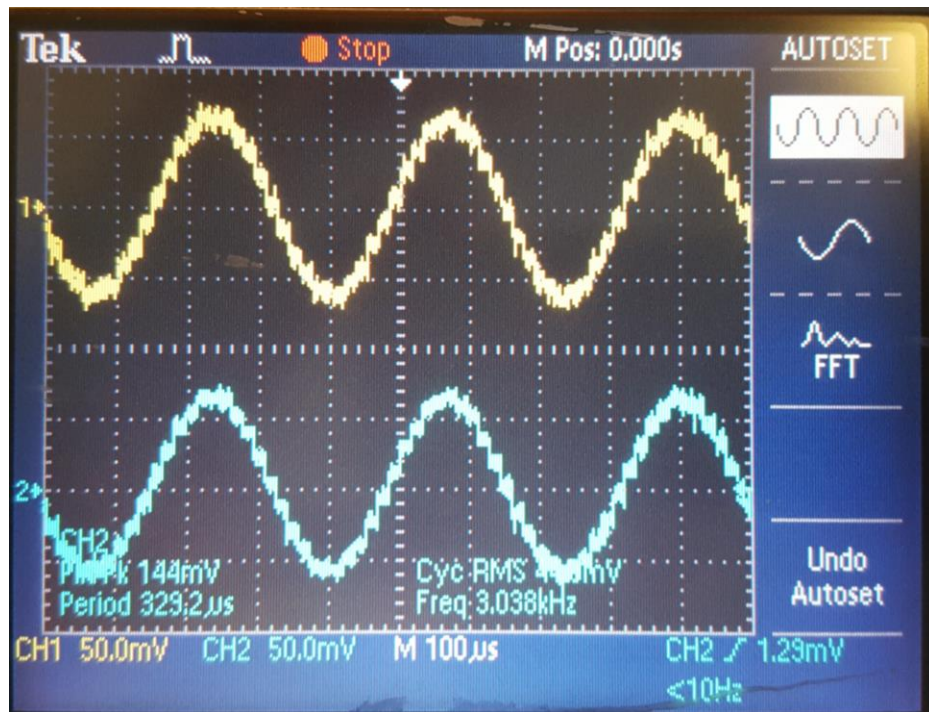 Tek Stop M Pos: 0.000s AUTOSET
1
FFT
2
CH2
Pk-Pk 144mV Cyc RMS
Period 329.2µs Freq 3.038kHz
Undo
Autoset
CH1 50.0mV CH2 50.0mV M 100µs CH2 1.29mV
<10Hz